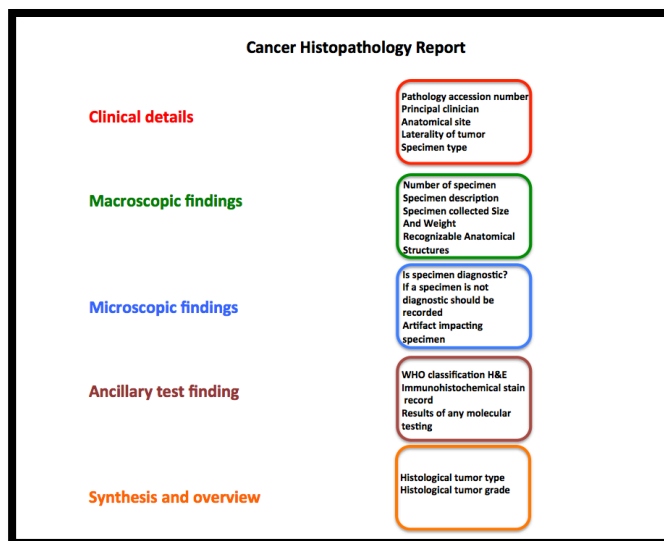 Cancer Histopathology Report
Clinical details
Pathology accession number
Principal clinician
Anatomical site
Laterality of tumor
Specimen type
Macroscopic findings
Number of specimen
Specimen description
Specimen collected Size
And Weight
Recognizable Anatomical
Structures
Microscopic findings
Is specimen diagnostic?
If a specimen is not
diagnostic should be
recorded
Artifact impacting
specimen
Ancillary test finding
WHO classification H&E
Immunohistochemical stain
record
Results of any molecular
testing
Synthesis and overview
Histological tumor type
Histological tumor grade